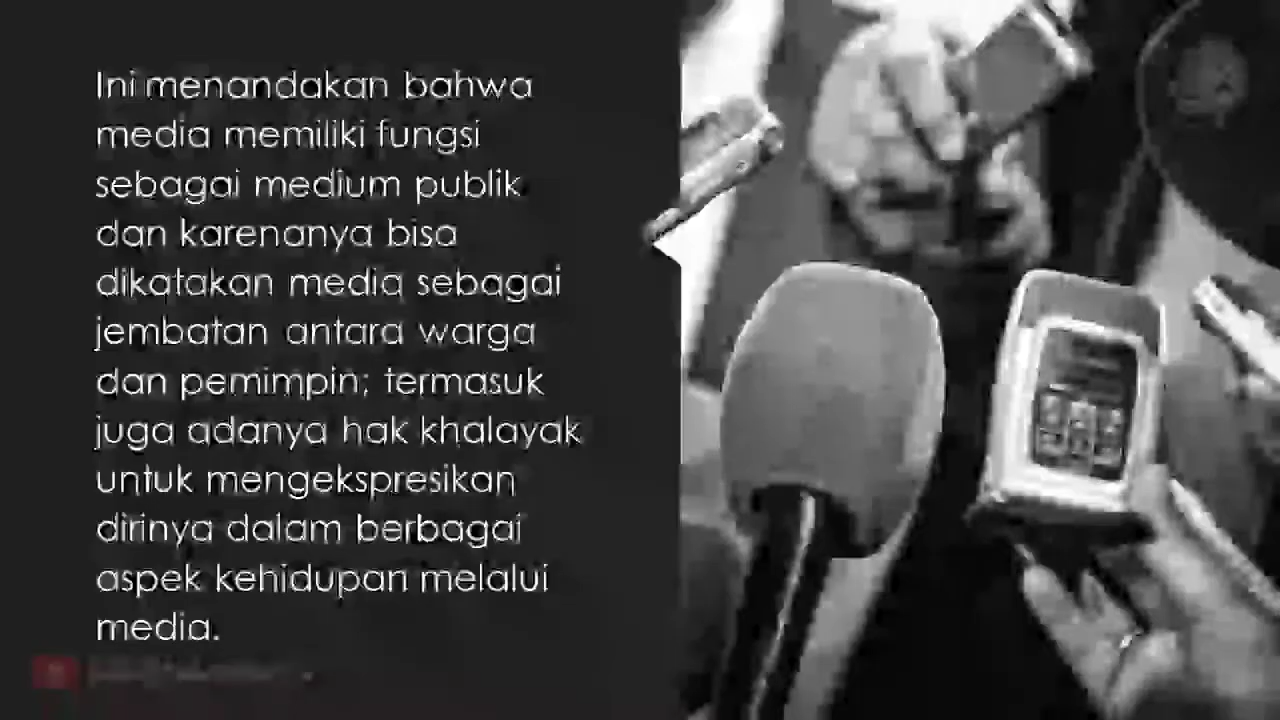 Ini menandakan bahwa
media memiliki fungsi
sebagai medium publik
dan karenanya bisa
dikatakan media sebagai
jembatan antara warga
dan pemimpin; termasuk
juga adanya hak khalayak
untuk mengekspresikan
dirinya dalam berbagai
aspek kehidupan melalui
media.